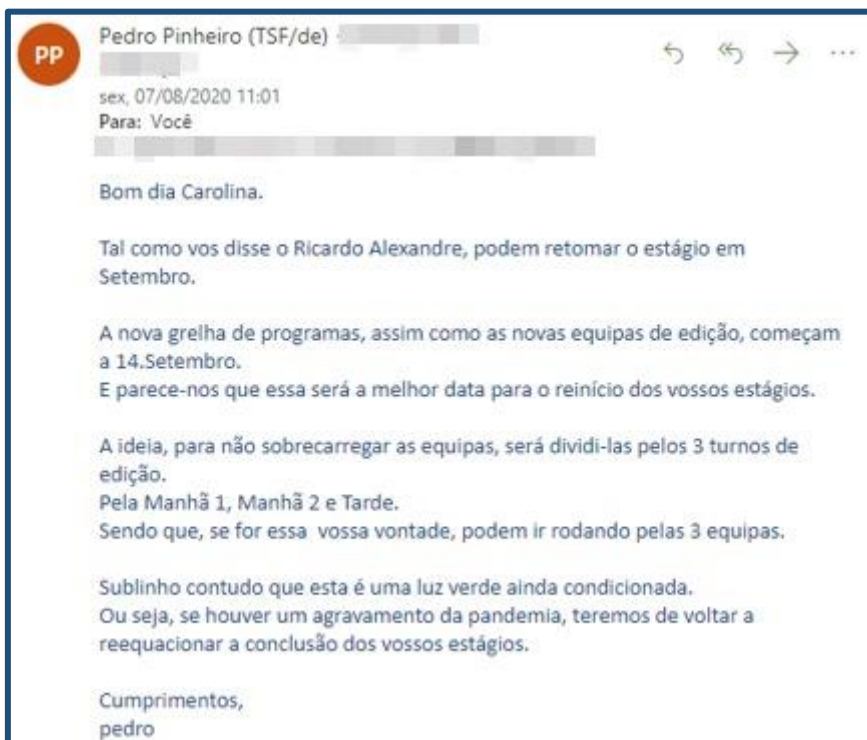 PP
Pedro Pinheiro (TSF/de)
sex, 07/08/2020 11:01
Para: Você
Bom dia Carolina.
Tal como vos disse o Ricardo Alexandre, podem retomar o estágio em
Setembro.
A nova grelha de programas, assim como as novas equipas de edição, começam
a 14.Setembro.
E parece-nos que essa será a melhor data para o reinício dos vossos estágios.
A ideia, para não sobrecarregar as equipas, será dividi-las pelos 3 turnos de
edição.
Pela Manhã 1, Manhã 2 e Tarde.
Sendo que, se for essa vossa vontade, podem ir rodando pelas 3 equipas.
Sublinho contudo que esta é uma luz verde ainda condicionada.
Ou seja, se houver um agravamento da pandemia, teremos de voltar a
reequacionar a conclusão dos vossos estágios.
Cumprimentos,
pedro